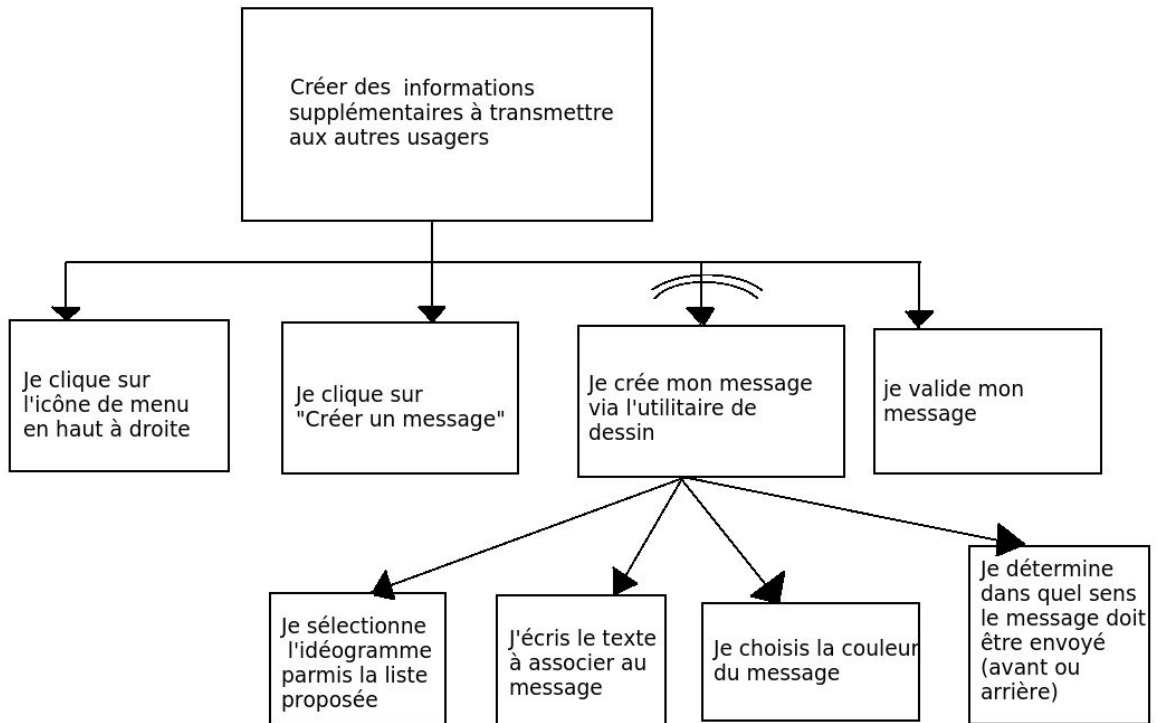 Créer des informations
supplémentaires à transmettre
aux autres usagers
Je clique sur
l'icône de menu
en haut à droite
Je clique sur
"Créer un message"
Je crée mon message
via l'utilitaire de
dessin
je valide mon
message
Je sélectionne
l'idéogramme
parmis la liste
proposée
J'écris le texte
à associer au
message
Je choisis la couleur
du message
Je détermine
dans quel sens
le message doit
être envoyé
(avant ou
arrière)